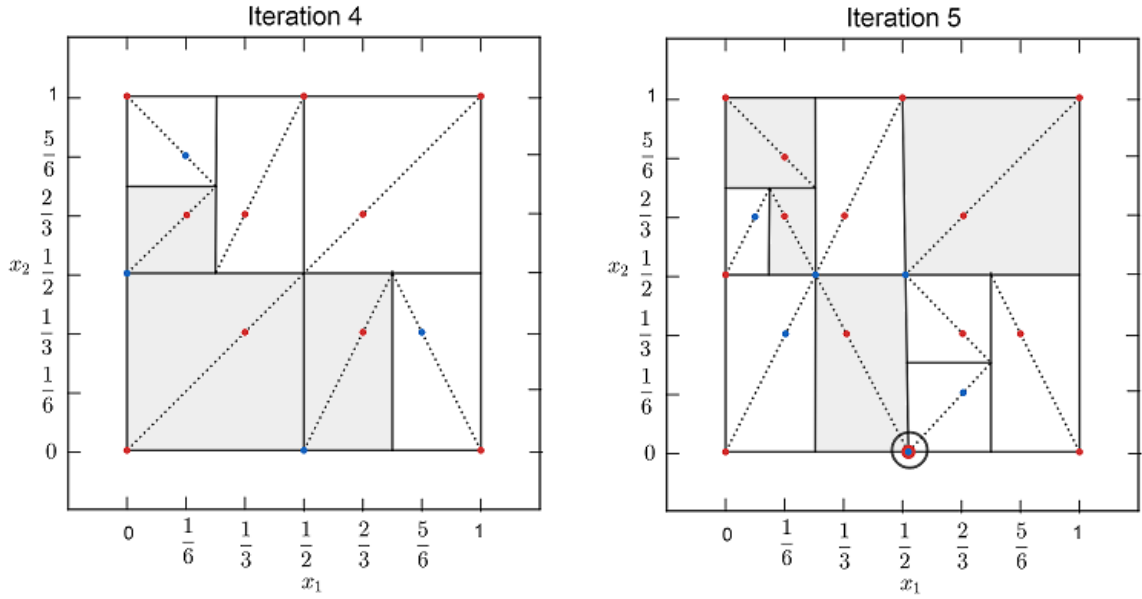 Iteration 4
1
5/6
2/3
x₂ 1/2
1/3
1/6
0
0 1/6 1/3 1/2 2/3 5/6 1
x₁
Iteration 5
1
5/6
2/3
x₂ 1/2
1/3
1/6
0
0 1/6 1/3 1/2 2/3 5/6 1
x₁